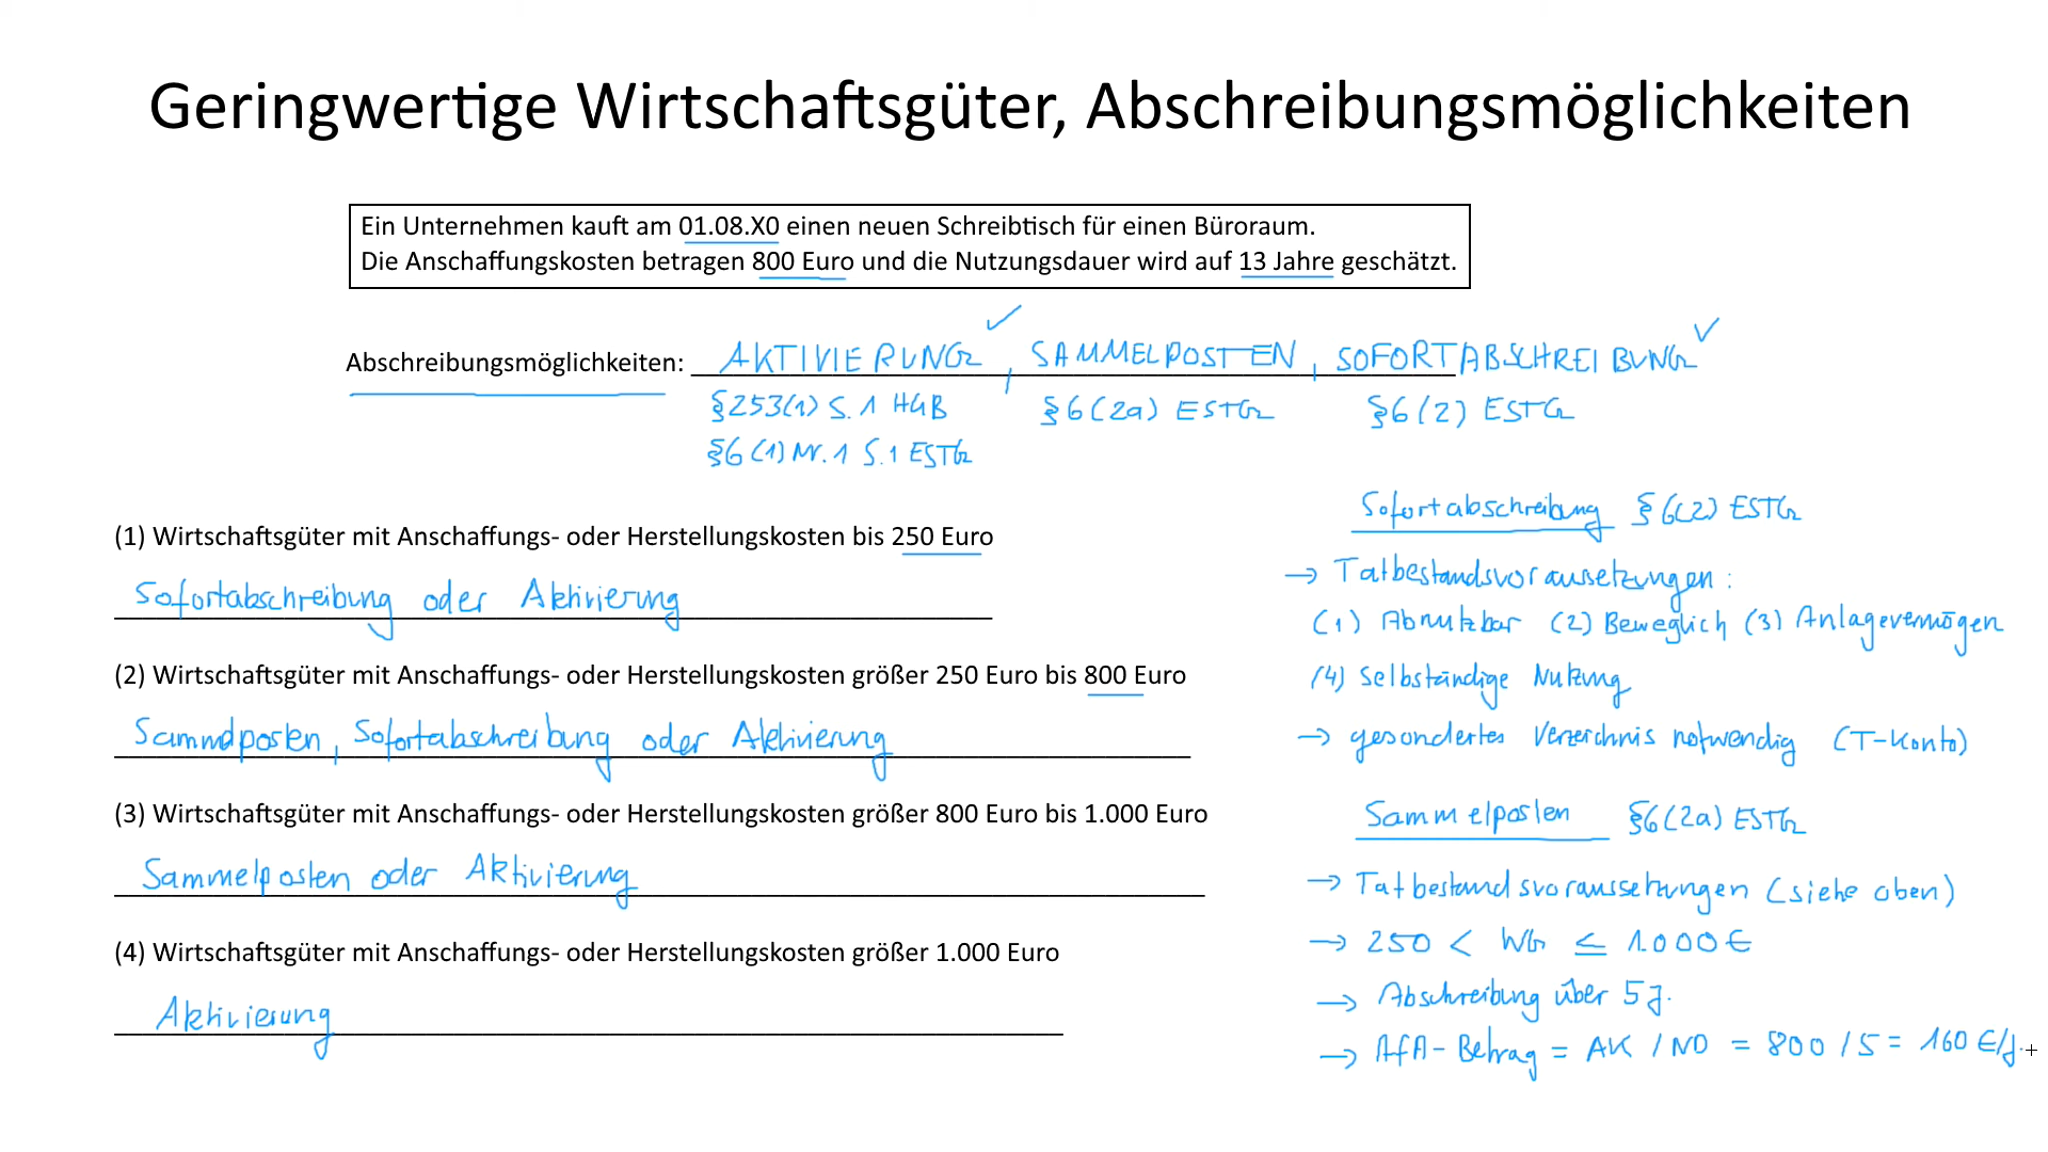 Geringwertige Wirtschaftsgüter, Abschreibungsmöglichkeiten
Ein Unternehmen kauft am 01.08.X0 einen neuen Schreibtisch für einen Büroraum.
Die Anschaffungskosten betragen 800 Euro und die Nutzungsdauer wird auf 13 Jahre geschätzt.
Abschreibungsmöglichkeiten: AKTIVIERUNG ✓, SAMMELPOSTEN, SOFORTABSCHREIBUNG ✓
§253(1) S. 1 HGB §6(2a) ESTG §6(2) ESTG
§6(1) Nr. 1 S. 1 ESTG
(1) Wirtschaftsgüter mit Anschaffungs- oder Herstellungskosten bis 250 Euro
Sofortabschreibung oder Aktivierung
(2) Wirtschaftsgüter mit Anschaffungs- oder Herstellungskosten größer 250 Euro bis 800 Euro
Sammelposten, Sofortabschreibung oder Aktivierung
(3) Wirtschaftsgüter mit Anschaffungs- oder Herstellungskosten größer 800 Euro bis 1.000 Euro
Sammelposten oder Aktivierung
(4) Wirtschaftsgüter mit Anschaffungs- oder Herstellungskosten größer 1.000 Euro
Aktivierung
Sofortabschreibung §6(2) ESTG
→ Tatbestandsvoraussetzungen:
(1) Abnutzbar (2) Beweglich (3) Anlagevermögen
(4) Selbständige Nutzung
→ gesondertes Verzeichnis notwendig (T-Konto)
Sammelposten §6(2a) ESTG
→ Tatbestandsvoraussetzungen (siehe oben)
→ 250 < WG ≤ 1.000€
→ Abschreibung über 5 J.
→ AfA-Betrag = AK / ND = 800 / 5 = 160 €/J.